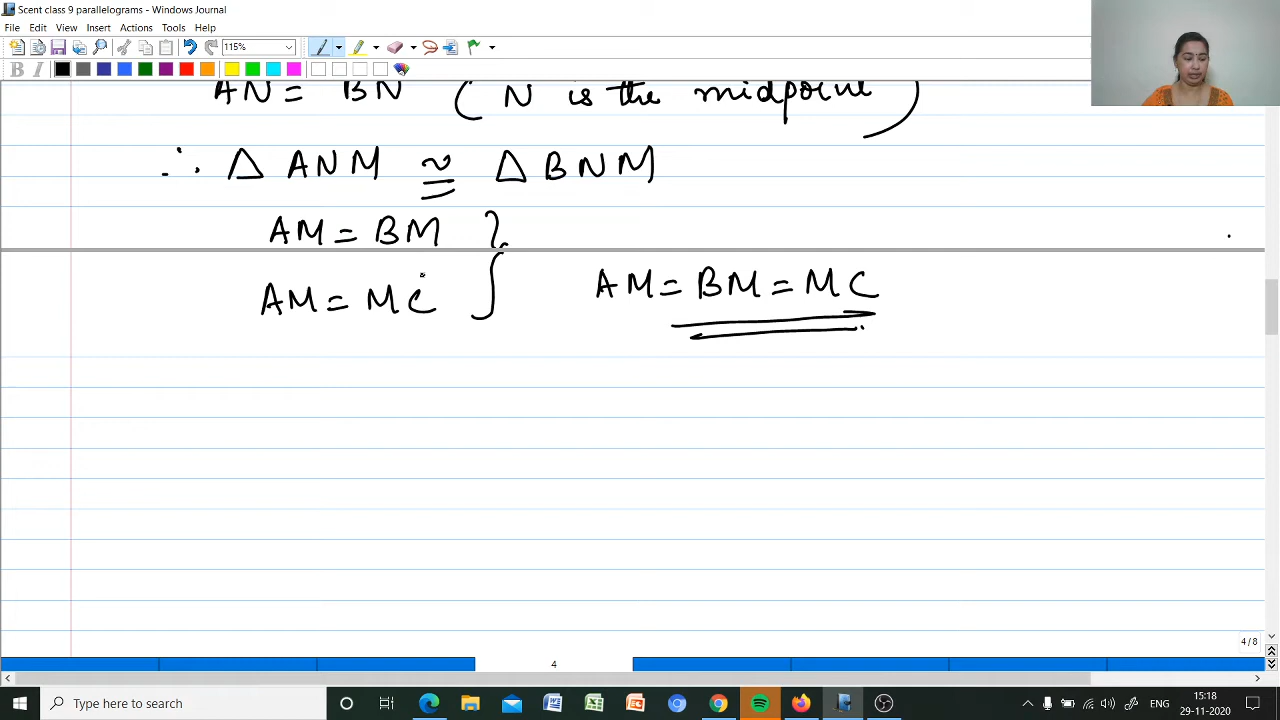 Scent class 9 parallelograms - Windows Journal
File Edit View Insert Actions Tools Help
115%
B I
AN = BN ( N is the midpoint )
∴ △ ANM ≅ △ BNM
AM = BM
AM = MC } AM = BM = MC
4/8
4
Type here to search
ENG
15:18
29-11-2020